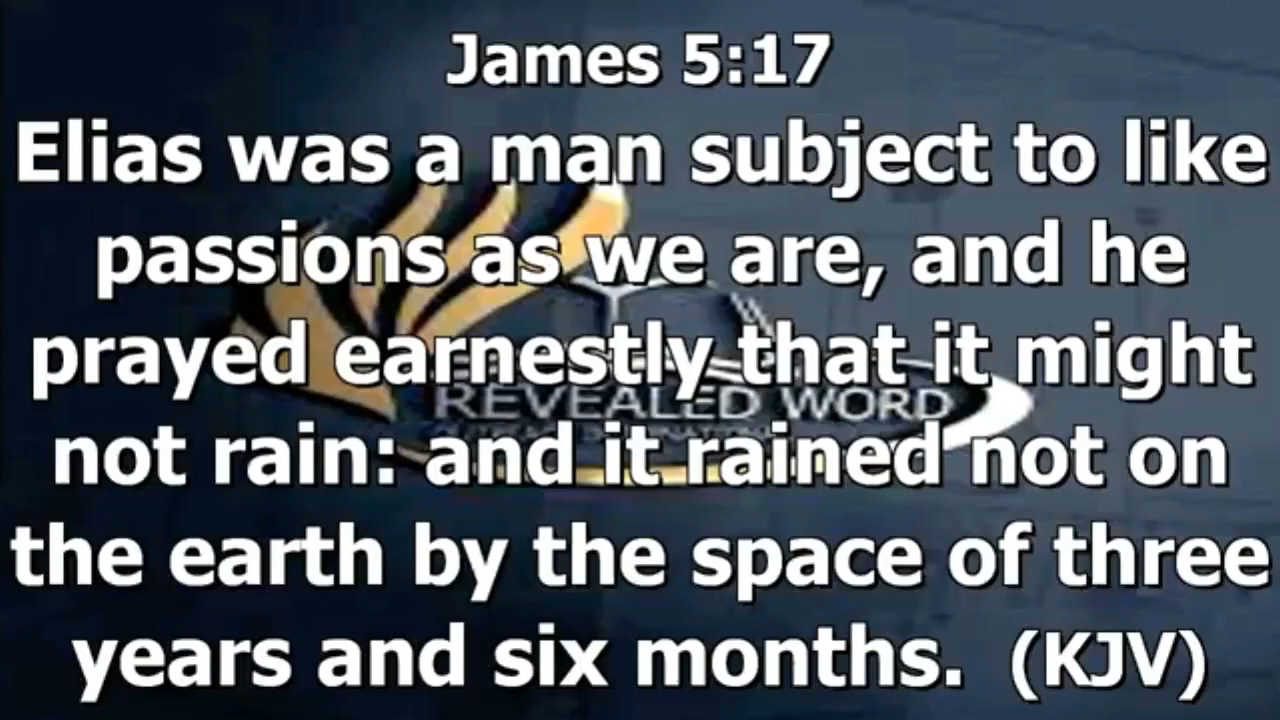 James 5:17
Elias was a man subject to like
passions as we are, and he
prayed earnestly that it might
REVEALED WORD
not rain: and it rained not on
the earth by the space of three
years and six months. (KJV)